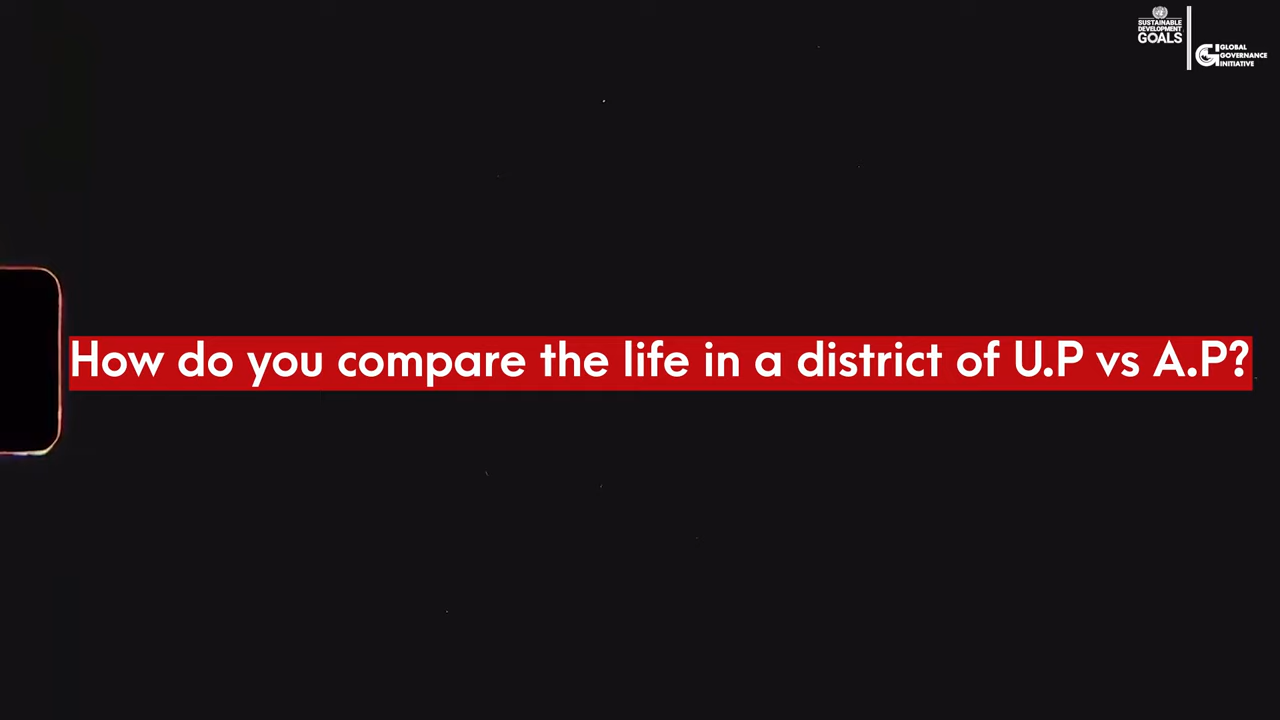 SUSTAINABLE
DEVELOPMENT
GOALS
GLOBAL
GOVERNANCE
INITIATIVE
How do you compare the life in a district of U.P vs A.P?